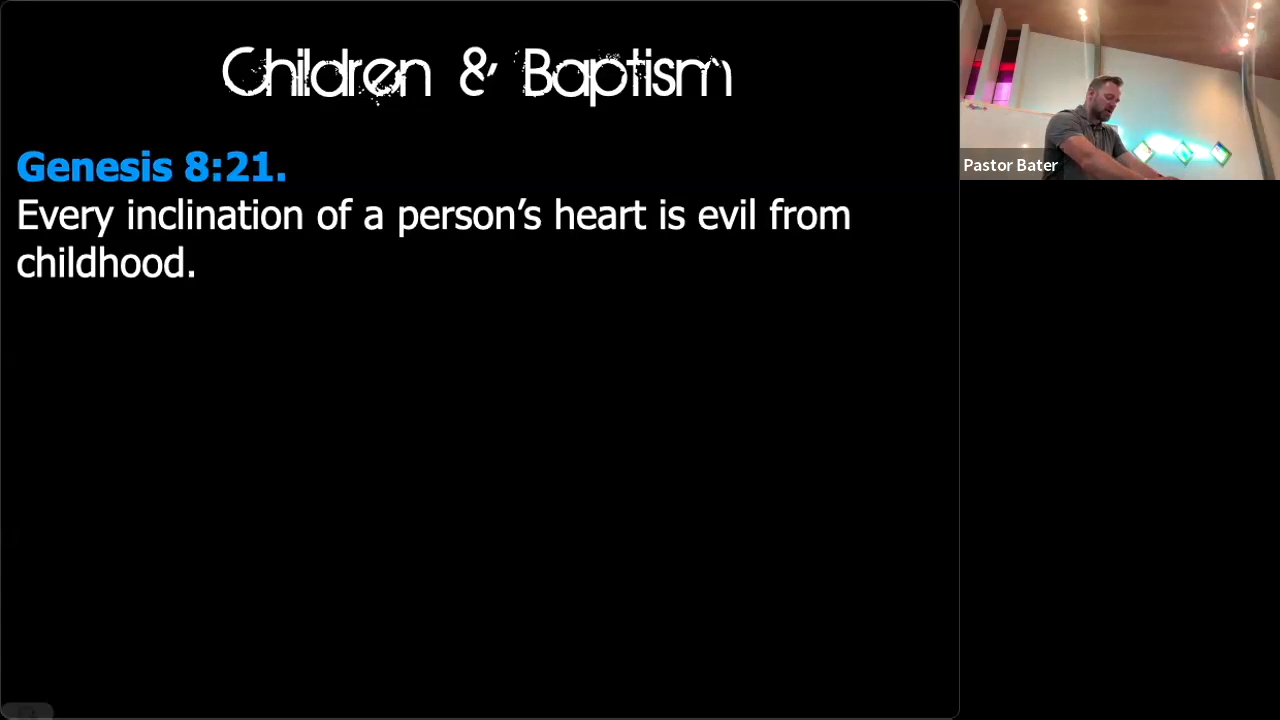 Children & Baptism
Genesis 8:21.
Every inclination of a person’s heart is evil from
childhood.
Pastor Bater